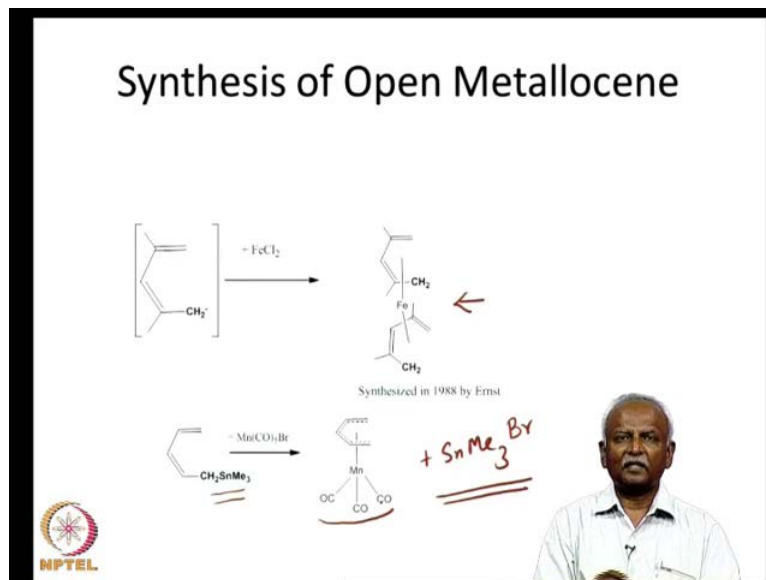 Synthesis of Open Metallocene
+ FeCl2
CH2-
CH2
Fe
CH2
Synthesized in 1988 by Ernst
Mn(CO)5Br
CH2SnMe3
Mn
OC
CO
CO
+ SnMe3Br
NPTEL